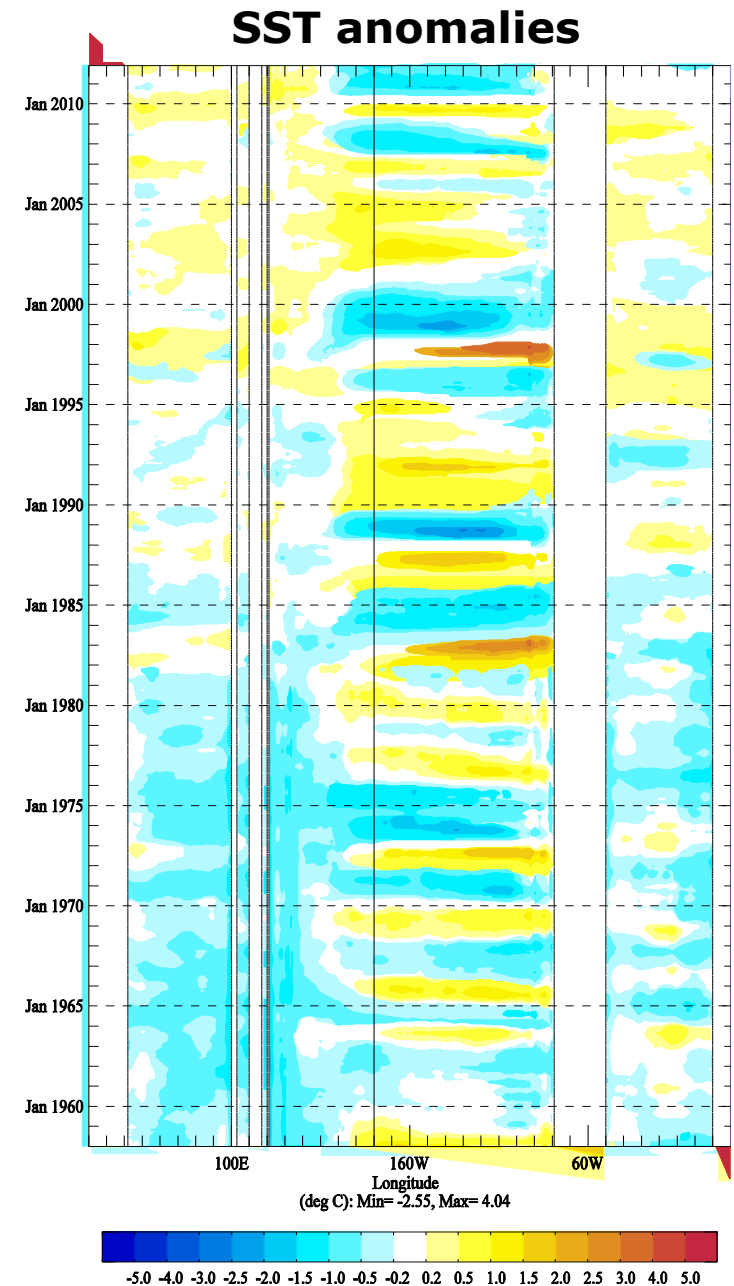 SST anomalies
Jan 2010
Jan 2005
Jan 2000
Jan 1995
Jan 1990
Jan 1985
Jan 1980
Jan 1975
Jan 1970
Jan 1965
Jan 1960
100E 160W 60W
Longitude
(deg C): Min= -2.55, Max= 4.04
-5.0 -4.0 -3.0 -2.5 -2.0 -1.5 -1.0 -0.5 -0.2 0.2 0.5 1.0 1.5 2.0 2.5 3.0 4.0 5.0